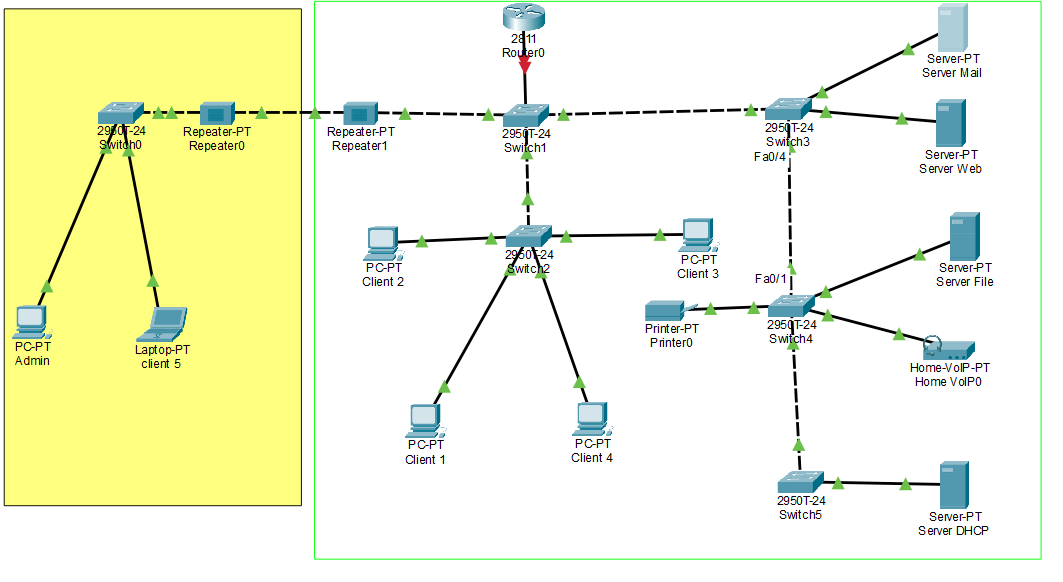 2811
Router0
Server-PT
Server Mail
2950T-24
Switch0
Repeater-PT
Repeater0
Repeater-PT
Repeater1
2950T-24
Switch1
2950T-24
Switch3
Fa0/4
Server-PT
Server Web
PC-PT
Client 2
2950T-24
Switch2
PC-PT
Client 3
Fa0/1
Server-PT
Server File
PC-PT
Admin
Laptop-PT
client 5
Printer-PT
Printer0
2950T-24
Switch4
Home-VoIP-PT
Home VoIP0
PC-PT
Client 1
PC-PT
Client 4
2950T-24
Switch5
Server-PT
Server DHCP